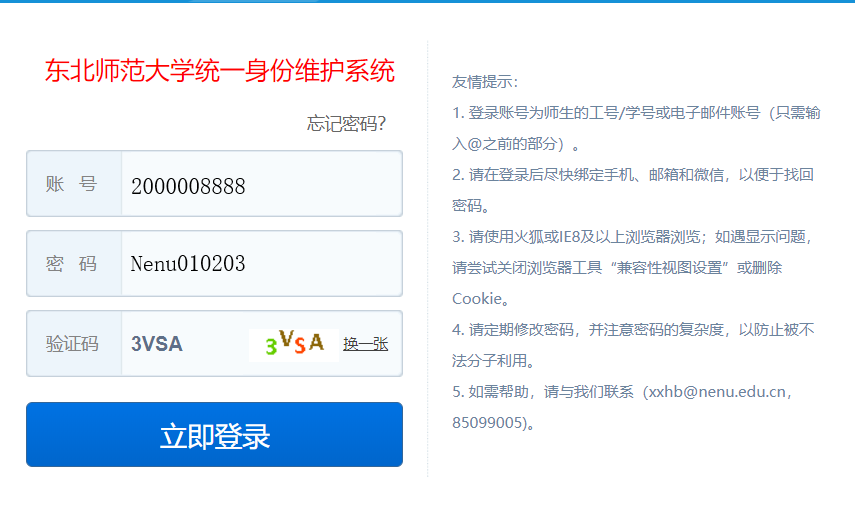 东北师范大学统一身份维护系统
忘记密码?
账 号 2000008888
密 码 Nenu010203
验证码 3VSA 3VSA 换一张
立即登录
友情提示：
1. 登录账号为师生的工号/学号或电子邮件账号（只需输
入@之前的部分）。
2. 请在登录后尽快绑定手机、邮箱和微信，以便于找回
密码。
3. 请使用火狐或IE8及以上浏览器浏览；如遇显示问题，
请尝试关闭浏览器工具“兼容性视图设置”或删除
Cookie。
4. 请定期修改密码，并注意密码的复杂度，以防止被不
法分子利用。
5. 如需帮助，请与我们联系（xxhb@nenu.edu.cn，
85099005)。